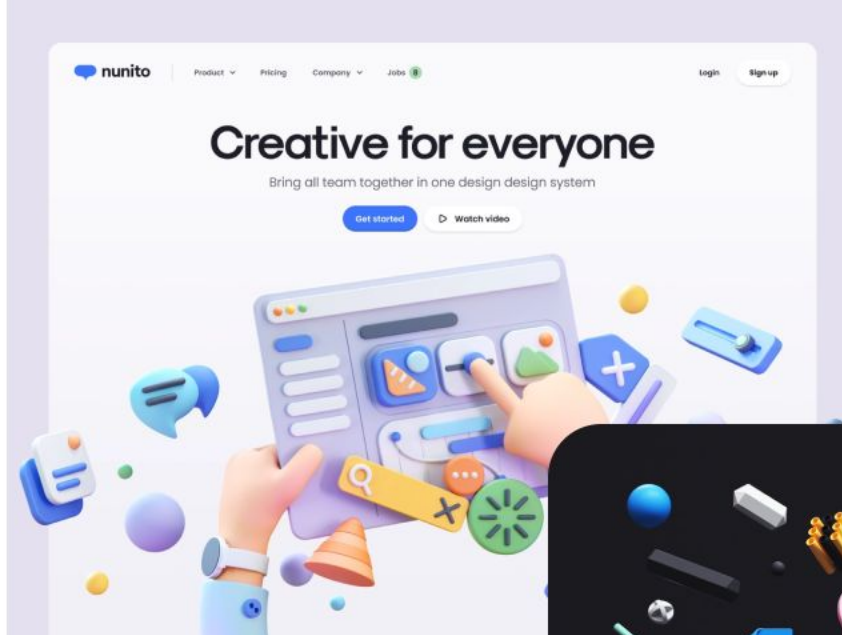 nunito
Product
Pricing
Company
Jobs 8
Login
Sign up
Creative for everyone
Bring all team together in one design design system
Get started
Watch video